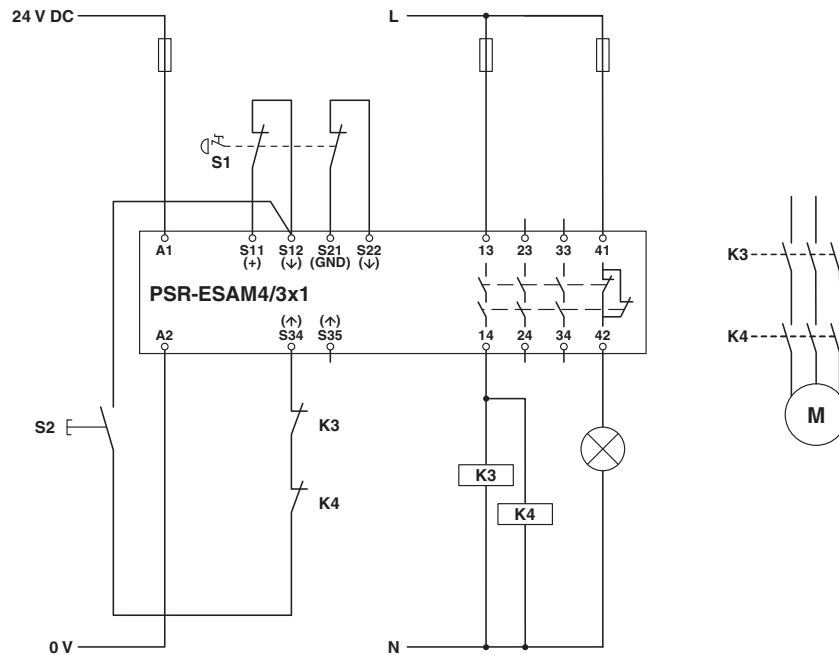 24 V DC
L
S1
A1 S11 S12 S21 S22 13 23 33 41
(+) (↓) (GND) (↓)
PSR-ESAM4/3x1
(↑) (↑)
A2 S34 S35 14 24 34 42
K3
K4
M
S2
K3
K4
K3
K4
0 V
N